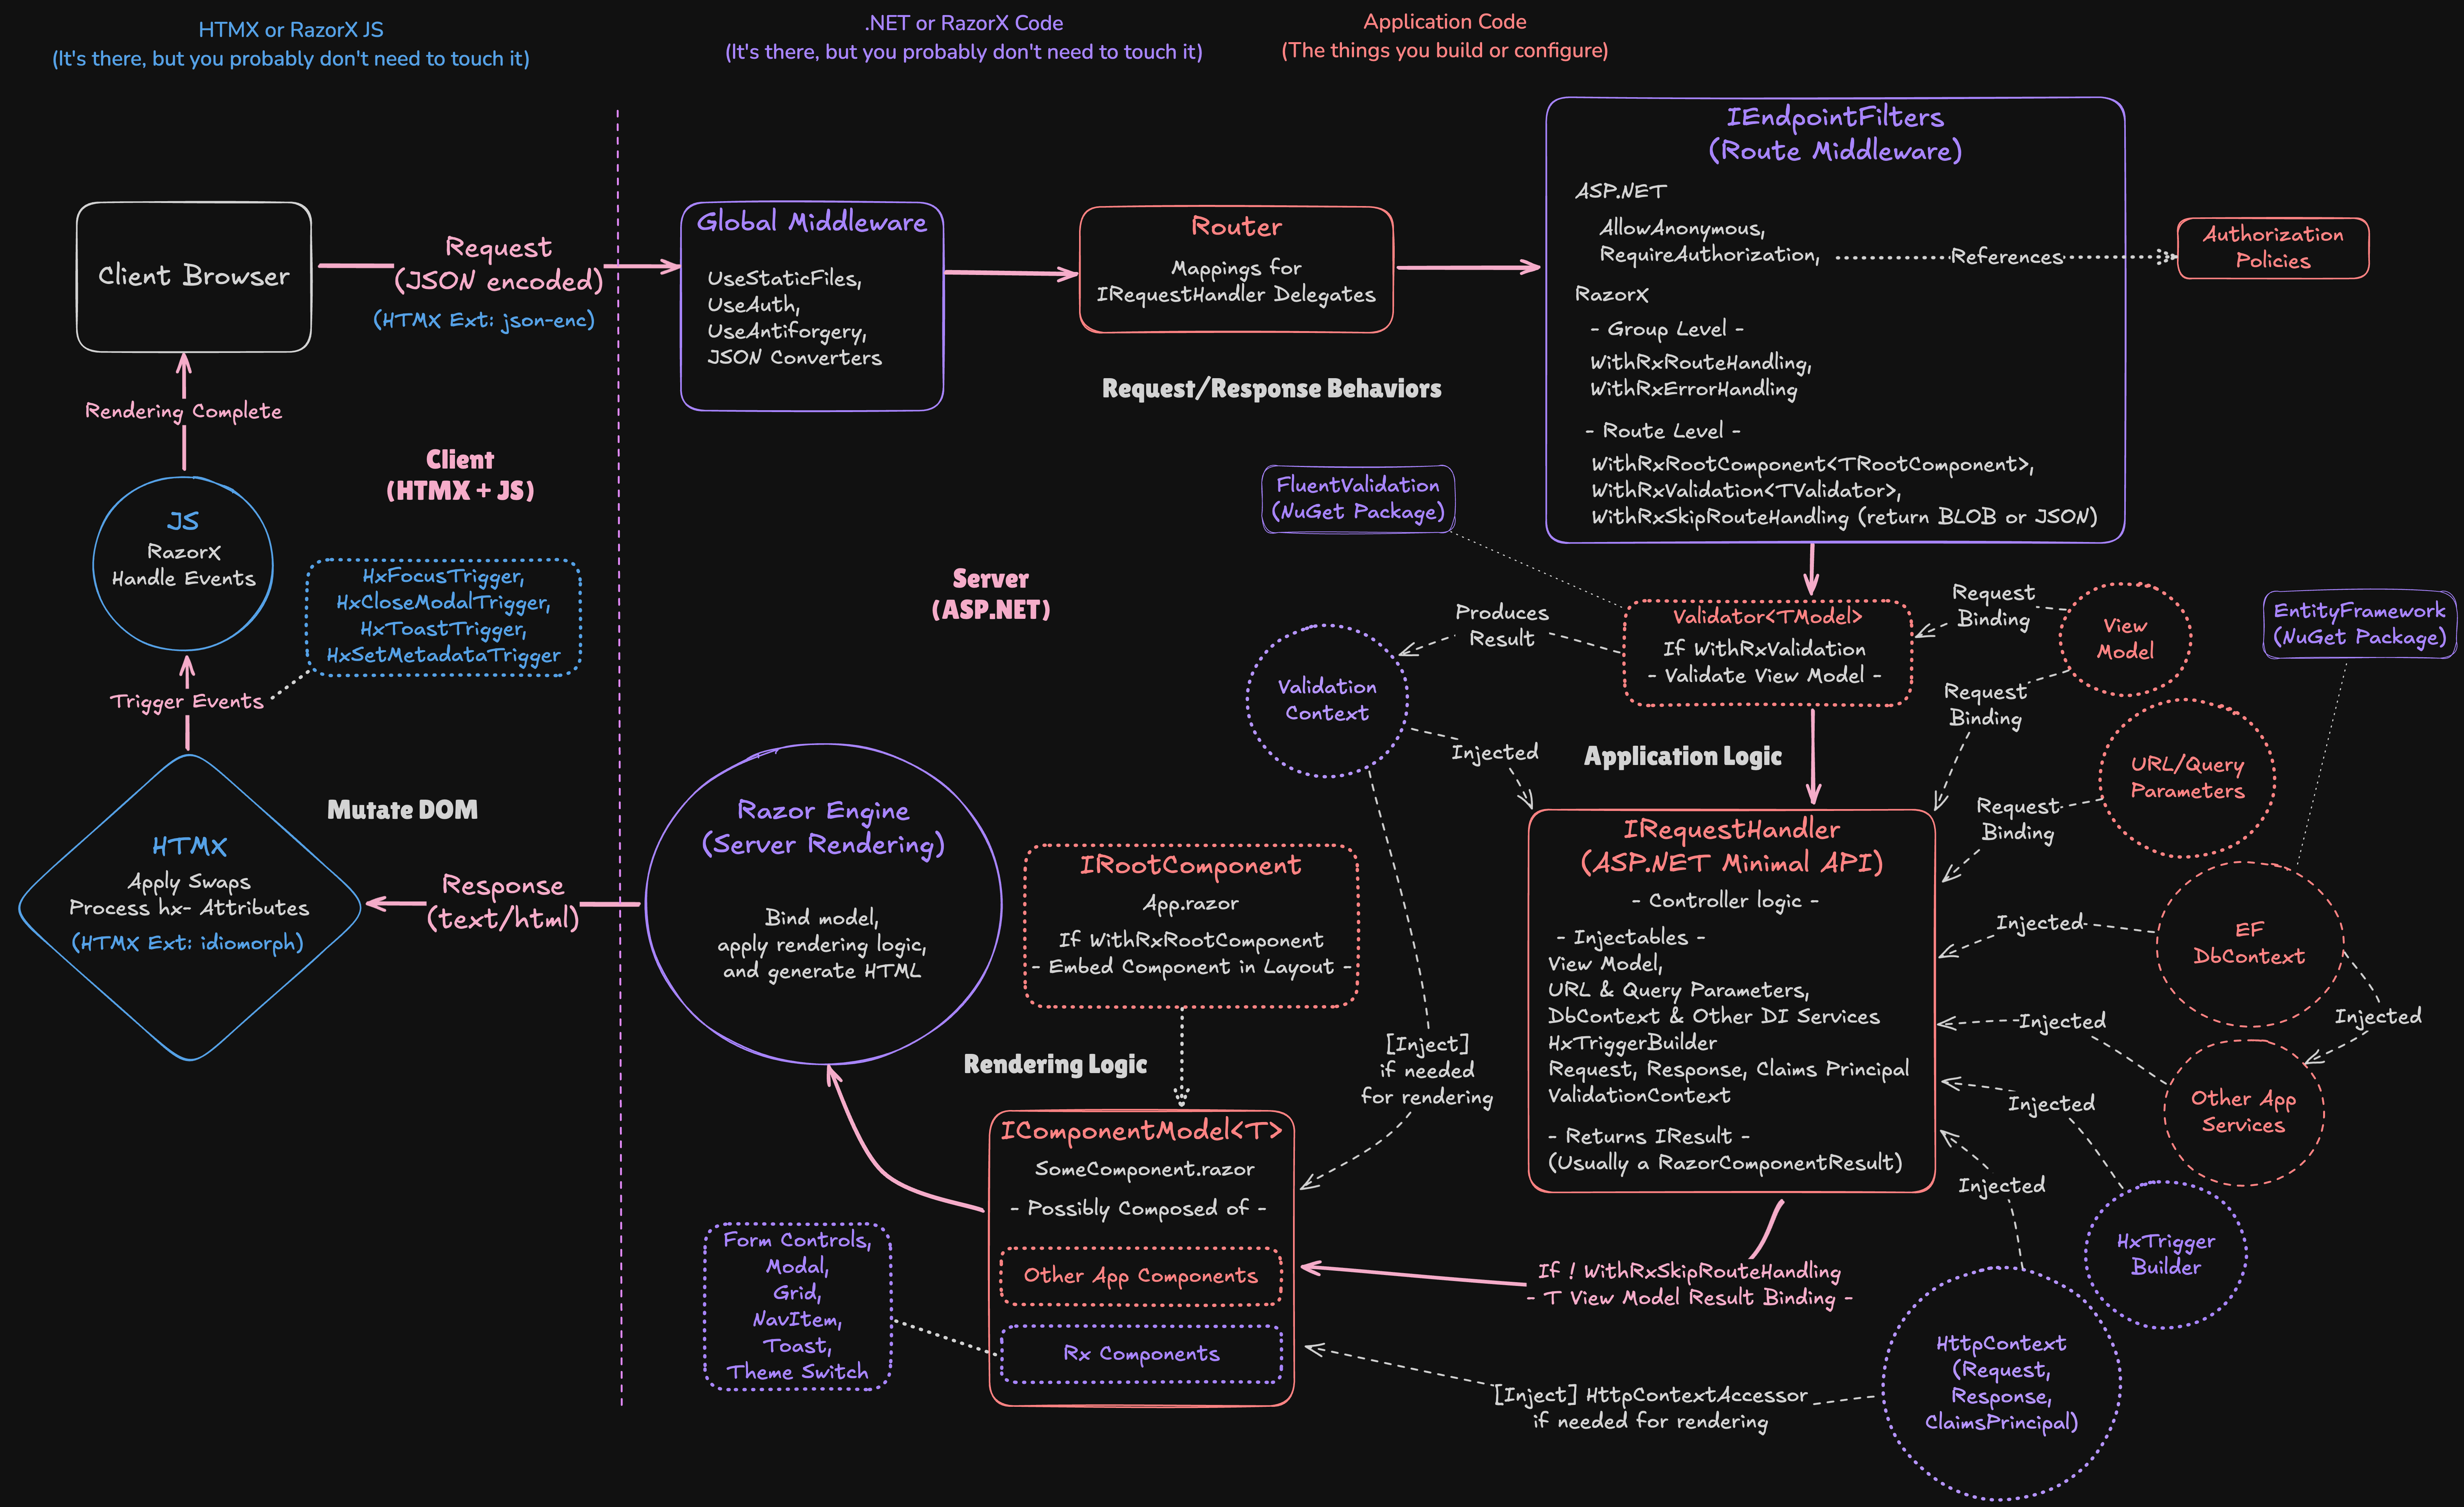 HTMX or RazorX JS
(It's there, but you probably don't need to touch it)
.NET or RazorX Code
(It's there, but you probably don't need to touch it)
Application Code
(The things you build or configure)
Client Browser
Request
(JSON encoded)
(HTMX Ext: json-enc)
Global Middleware
UseStaticFiles,
UseAuth,
UseAntiforgery,
JSON Converters
Router
Mappings for
IRequestHandler Delegates
Request/Response Behaviors
IEndpointFilters
(Route Middleware)
ASP.NET
AllowAnonymous,
RequireAuthorization,
References
Authorization
Policies
RazorX
- Group Level -
WithRxRouteHandling,
WithRxErrorHandling
- Route Level -
WithRxRootComponent<TRootComponent>,
WithRxValidation<TValidator>,
WithRxSkipRouteHandling (return BLOB or JSON)
Rendering Complete
Client
(HTMX + JS)
JS
RazorX
Handle Events
HxFocusTrigger,
HxCloseModalTrigger,
HxToastTrigger,
HxSetMetadataTrigger
Trigger Events
Mutate DOM
HTMX
Apply Swaps
Process hx- Attributes
(HTMX Ext: idiomorph)
Response
(text/html)
Server
(ASP.NET)
FluentValidation
(NuGet Package)
Produces
Result
Validator<TModel>
If WithRxValidation
- Validate View Model -
Request
Binding
View
Model
EntityFramework
(NuGet Package)
Validation
Context
Injected
Request
Binding
URL/Query
Parameters
Application Logic
Request
Binding
Razor Engine
(Server Rendering)
Bind model,
apply rendering logic,
and generate HTML
IRootComponent
App.razor
If WithRxRootComponent
- Embed Component in Layout -
Rendering Logic
[Inject]
if needed
for rendering
IRequestHandler
(ASP.NET Minimal API)
- Controller logic -
- Injectables -
View Model,
URL & Query Parameters,
DbContext & Other DI Services
HxTriggerBuilder
Request, Response, Claims Principal
ValidationContext
- Returns IResult -
(Usually a RazorComponentResult)
Injected
EF
DbContext
Injected
Injected
Other App
Services
Injected
HxTrigger
Builder
Injected
HttpContext
(Request,
Response,
ClaimsPrincipal)
IComponentModel<T>
SomeComponent.razor
- Possibly Composed of -
Other App Components
Rx Components
Form Controls,
Modal,
Grid,
NavItem,
Toast,
Theme Switch
If ! WithRxSkipRouteHandling
- T View Model Result Binding -
[Inject] HttpContextAccessor
if needed for rendering